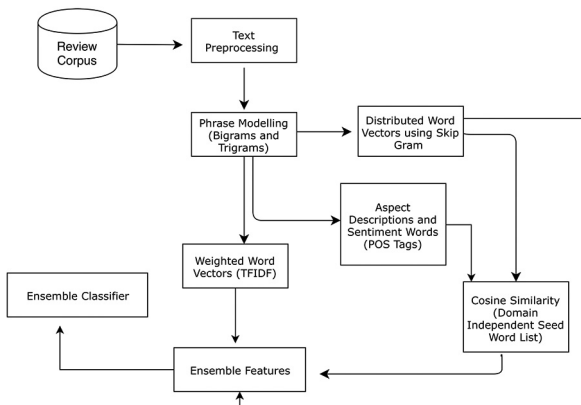 Review
Corpus
Text
Preprocessing
Phrase Modelling
(Bigrams and
Trigrams)
Distributed Word
Vectors using Skip
Gram
Aspect
Descriptions and
Sentiment Words
(POS Tags)
Weighted Word
Vectors (TFIDF)
Ensemble Classifier
Cosine Similarity
(Domain
Independent Seed
Word List)
Ensemble Features